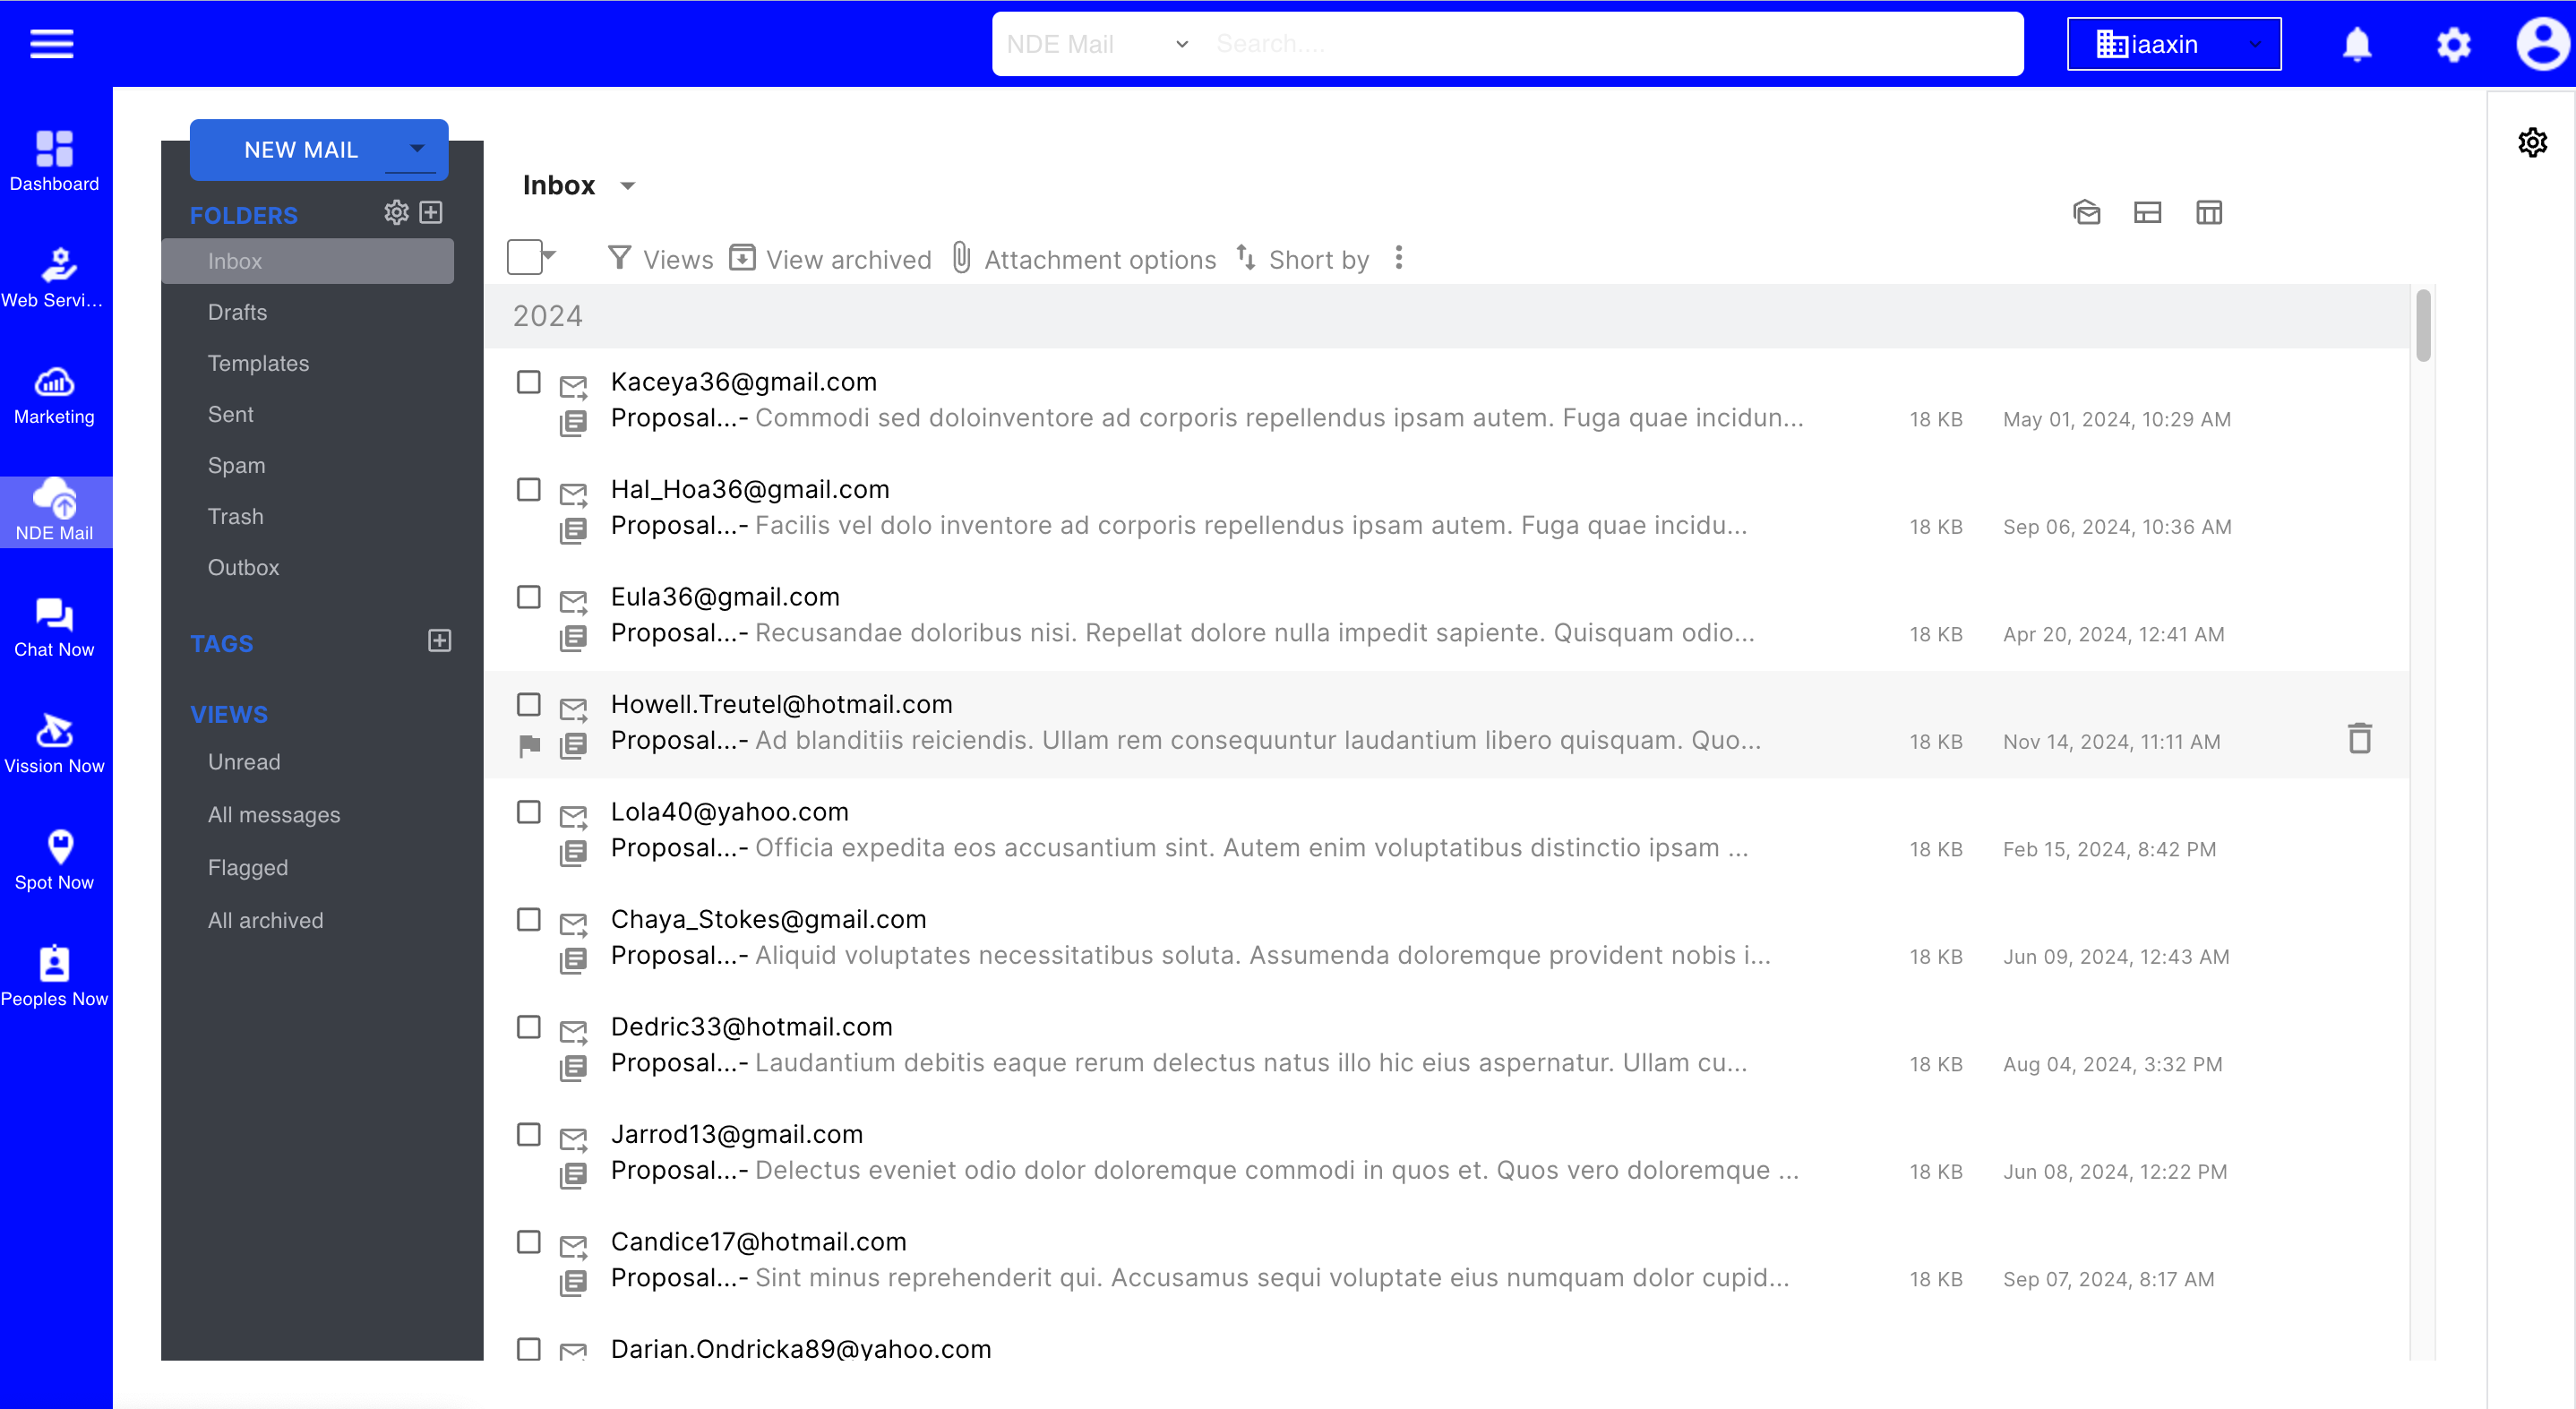 NDE Mail Search....
iaaxin
Dashboard
Web Servi...
Marketing
NDE Mail
Chat Now
Vission Now
Spot Now
Peoples Now
NEW MAIL
FOLDERS
Inbox
Drafts
Templates
Sent
Spam
Trash
Outbox
TAGS
VIEWS
Unread
All messages
Flagged
All archived
Inbox
Views View archived Attachment options Short by
2024
Kaceya36@gmail.com
Proposal...- Commodi sed doloinventore ad corporis repellendus ipsam autem. Fuga quae incidun... 18 KB May 01, 2024, 10:29 AM
Hal_Hoa36@gmail.com
Proposal...- Facilis vel dolo inventore ad corporis repellendus ipsam autem. Fuga quae incidu... 18 KB Sep 06, 2024, 10:36 AM
Eula36@gmail.com
Proposal...- Recusandae doloribus nisi. Repellat dolore nulla impedit sapiente. Quisquam odio... 18 KB Apr 20, 2024, 12:41 AM
Howell.Treutel@hotmail.com
Proposal...- Ad blanditiis reiciendis. Ullam rem consequuntur laudantium libero quisquam. Quo... 18 KB Nov 14, 2024, 11:11 AM
Lola40@yahoo.com
Proposal...- Officia expedita eos accusantium sint. Autem enim voluptatibus distinctio ipsam ... 18 KB Feb 15, 2024, 8:42 PM
Chaya_Stokes@gmail.com
Proposal...- Aliquid voluptates necessitatibus soluta. Assumenda doloremque provident nobis i... 18 KB Jun 09, 2024, 12:43 AM
Dedric33@hotmail.com
Proposal...- Laudantium debitis eaque rerum delectus natus illo hic eius aspernatur. Ullam cu... 18 KB Aug 04, 2024, 3:32 PM
Jarrod13@gmail.com
Proposal...- Delectus eveniet odio dolor doloremque commodi in quos et. Quos vero doloremque ... 18 KB Jun 08, 2024, 12:22 PM
Candice17@hotmail.com
Proposal...- Sint minus reprehenderit qui. Accusamus sequi voluptate eius numquam dolor cupid... 18 KB Sep 07, 2024, 8:17 AM
Darian.Ondricka89@yahoo.com